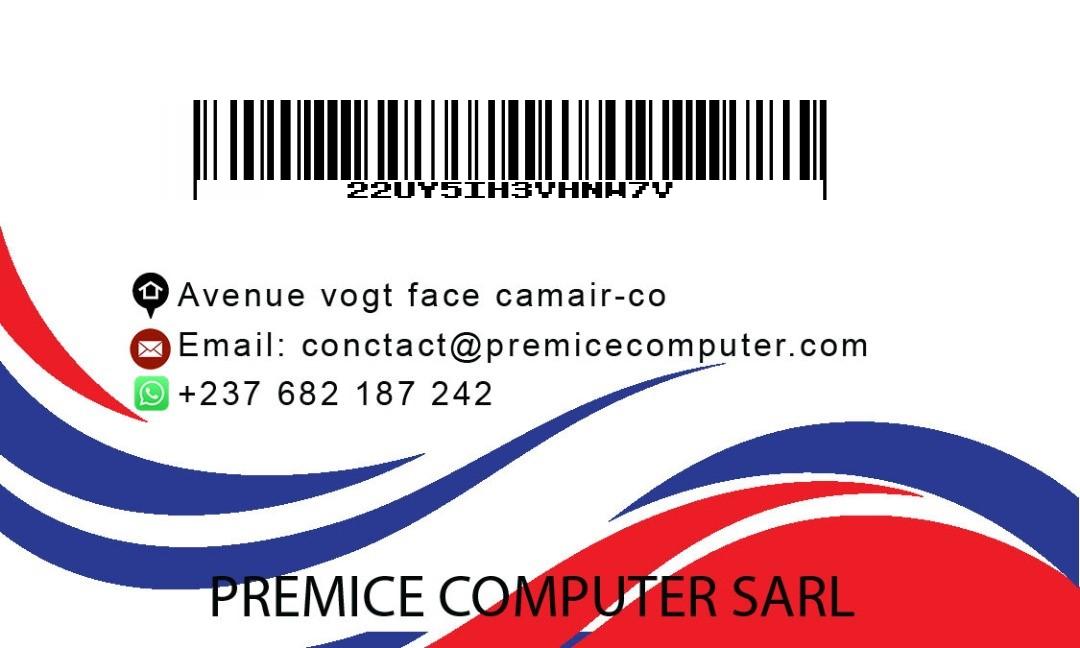 22UY5IH3VHNW7V
Avenue vogt face camair-co
Email: conctact@premicecomputer.com
+237 682 187 242
PREMICE COMPUTER SARL